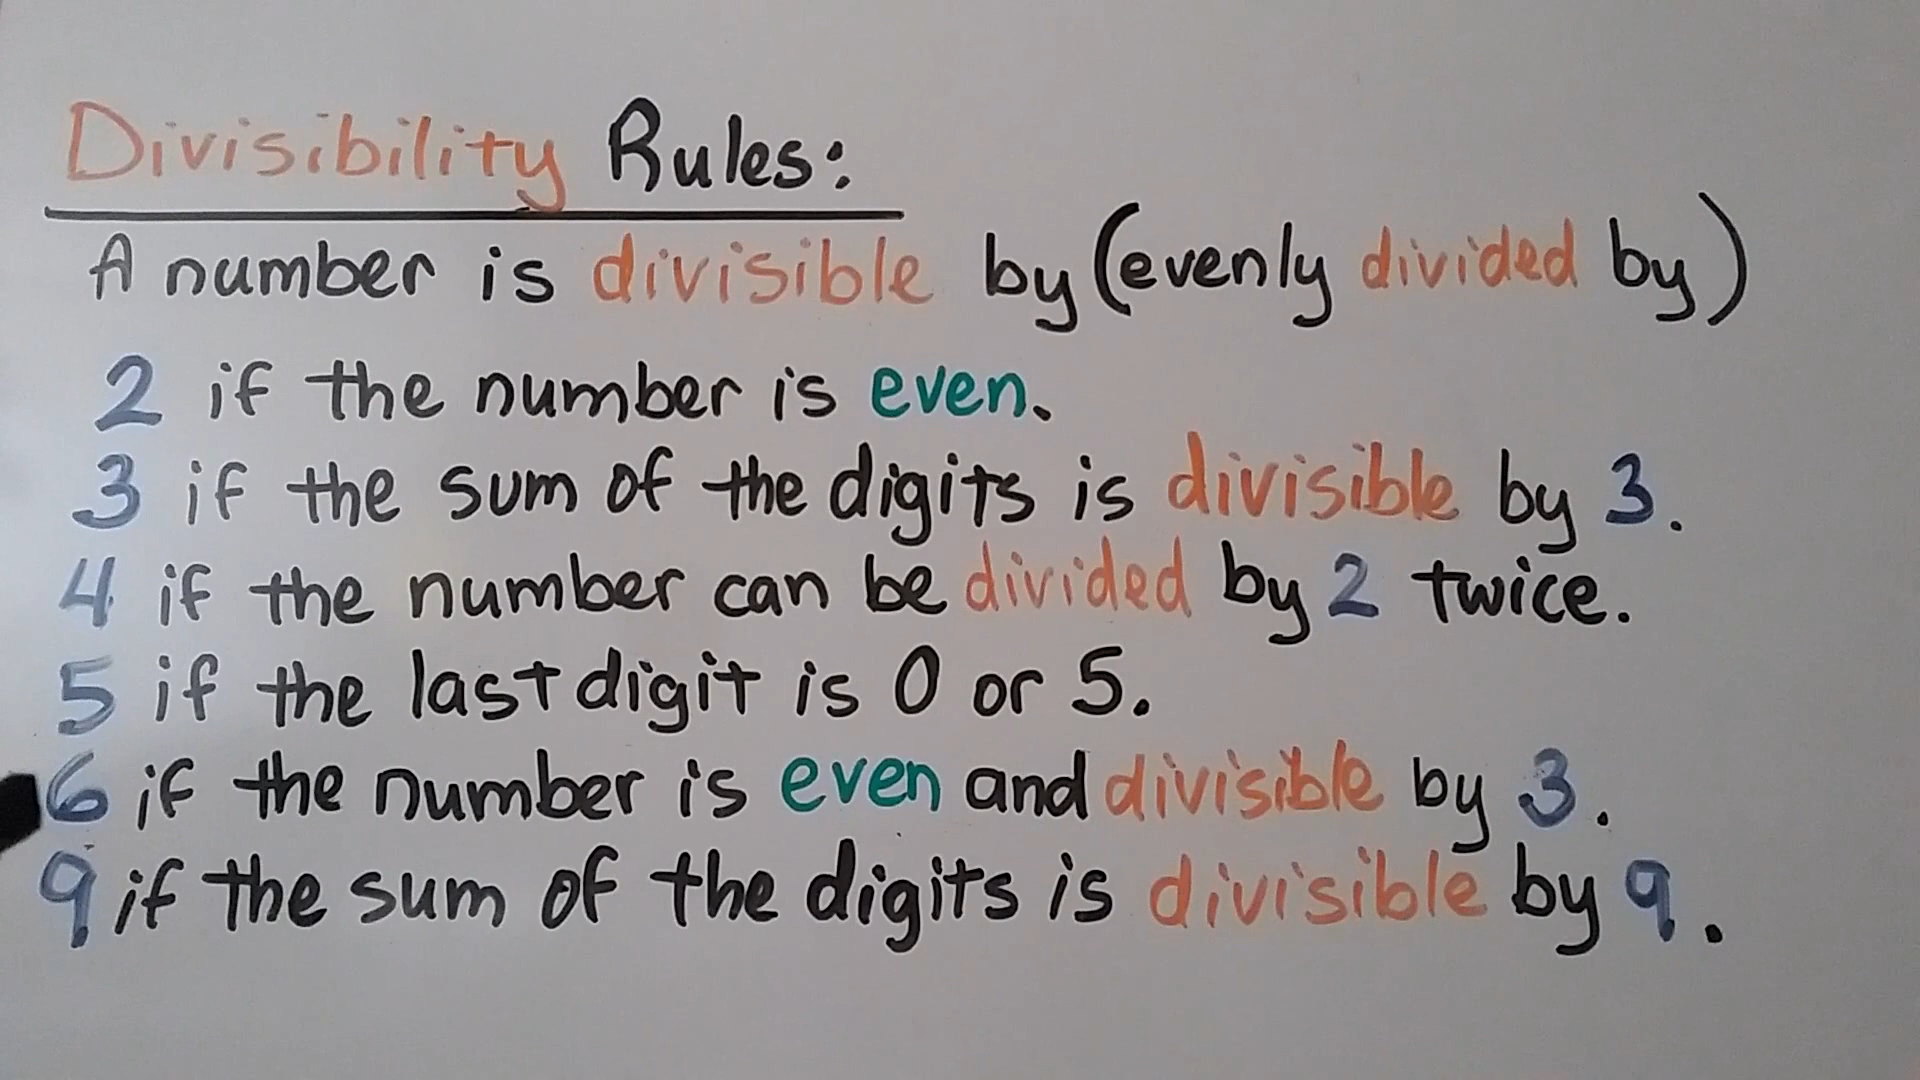 Divisibility Rules:
A number is divisible by (evenly divided by)
2 if the number is even.
3 if the sum of the digits is divisible by 3.
4 if the number can be divided by 2 twice.
5 if the last digit is 0 or 5.
6 if the number is even and divisible by 3.
9 if the sum of the digits is divisible by 9.